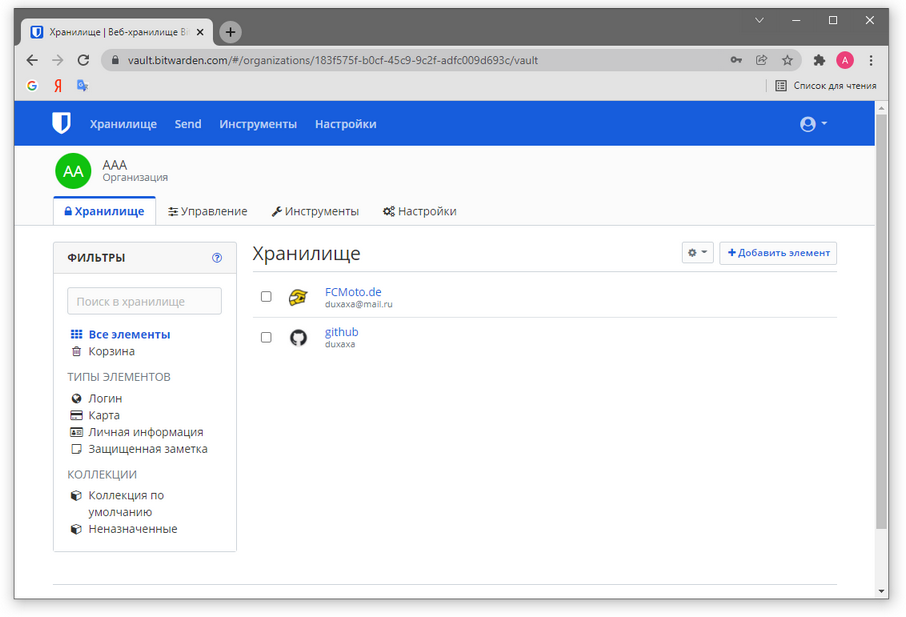 Хранилище | Веб-хранилище Bi
vault.bitwarden.com/#/organizations/183f575f-b0cf-45c9-9c2f-adfc009d693c/vault
A
G
Я
Список для чтения
Хранилище Send Инструменты Настройки
AA
AAA
Организация
Хранилище Управление Инструменты Настройки
ФИЛЬТРЫ
Поиск в хранилище
Все элементы
Корзина
ТИПЫ ЭЛЕМЕНТОВ
Логин
Карта
Личная информация
Защищенная заметка
КОЛЛЕКЦИИ
Коллекция по
умолчанию
Неназначенные
Хранилище
Добавить элемент
FCMoto.de
duxaxa@mail.ru
github
duxaxa